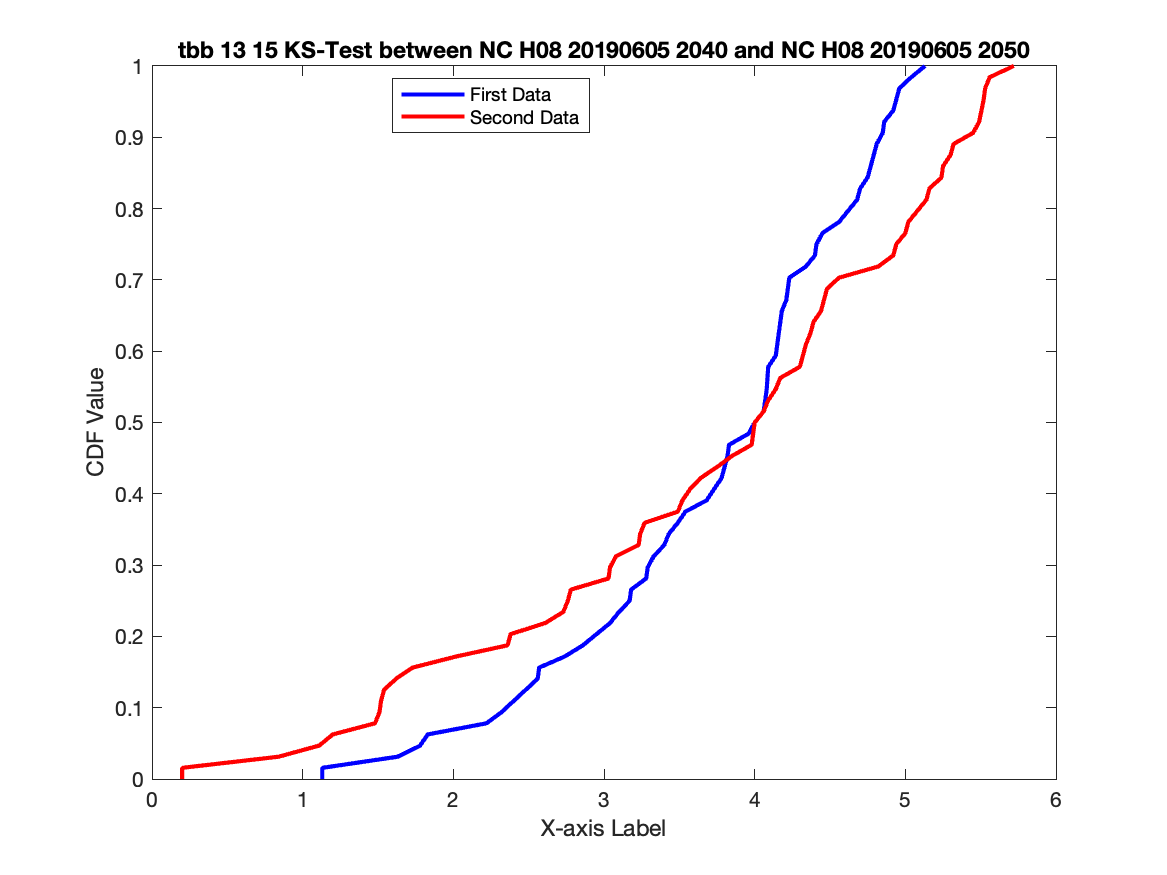 tbb 13 15 KS-Test between NC H08 20190605 2040 and NC H08 20190605 2050
First Data
Second Data
CDF Value
1
0.9
0.8
0.7
0.6
0.5
0.4
0.3
0.2
0.1
0
0 1 2 3 4 5 6
X-axis Label